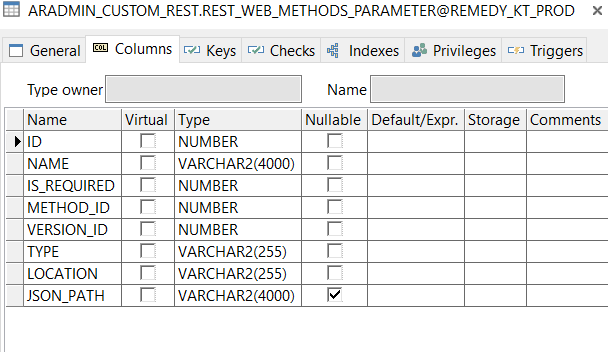 ARADMIN_CUSTOM_REST.REST_WEB_METHODS_PARAMETER@REMEDY_KT_PROD
General Columns Keys Checks Indexes Privileges Triggers
Type owner Name
Name Virtual Type Nullable Default/Expr. Storage Comments
ID NUMBER
NAME VARCHAR2(4000)
IS_REQUIRED NUMBER
METHOD_ID NUMBER
VERSION_ID NUMBER
TYPE VARCHAR2(255)
LOCATION VARCHAR2(255)
JSON_PATH VARCHAR2(4000)